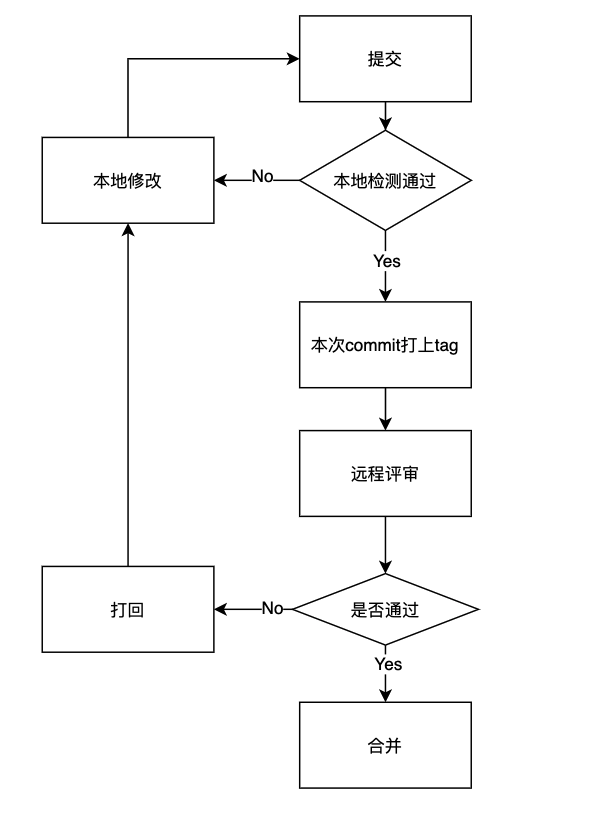 提交
本地修改
No
本地检测通过
Yes
本次commit打上tag
远程评审
打回
No
是否通过
Yes
合并